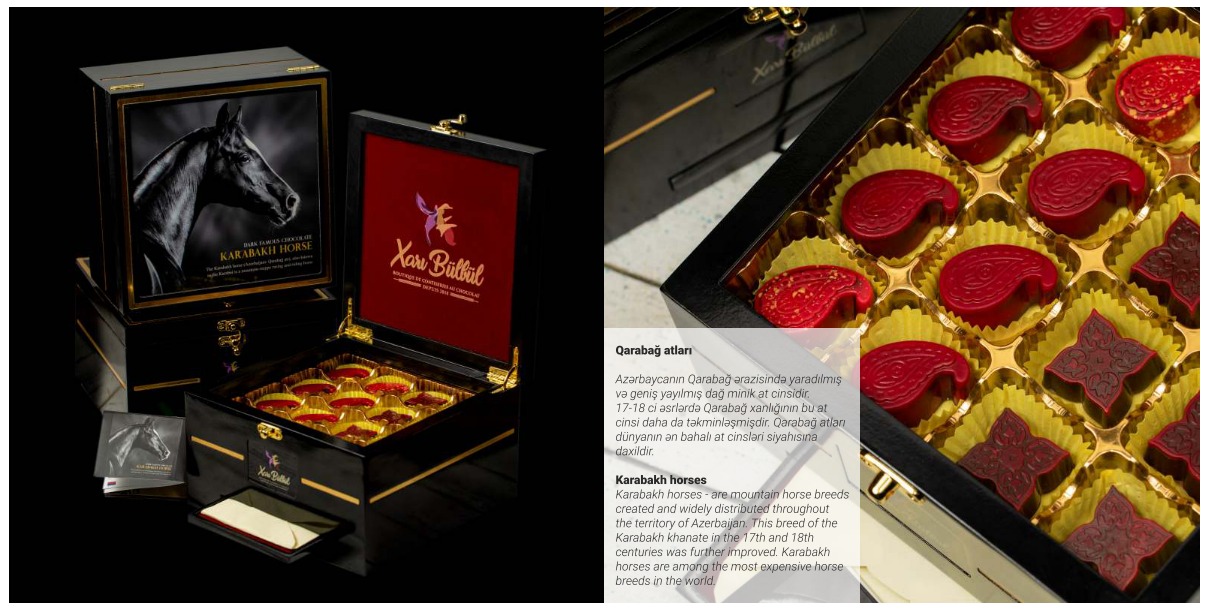 DARK FAMOUS CHOCOLATE
KARABAKH HORSE
Xarı Bülbül
BOUTIQUE DE CONFISERIES AU CHOCOLAT
DEPUIS 2014
KARABAKH HORSE
Xarı Bülbül
Xarı Bülbül
Qarabağ atları
Azərbaycanın Qarabağ ərazisində yaradılmış
və geniş yayılmış dağ minik at cinsidir.
17-18 ci əsrlərdə Qarabağ xanlığının bu at
cinsi daha da təkminləşmişdir. Qarabağ atları
dünyanın ən bahalı at cinsləri siyahısına
daxildir.
Karabakh horses
Karabakh horses - are mountain horse breeds
created and widely distributed throughout
the territory of Azerbaijan. This breed of the
Karabakh khanate in the 17th and 18th
centuries was further improved. Karabakh
horses are among the most expensive horse
breeds in the world.